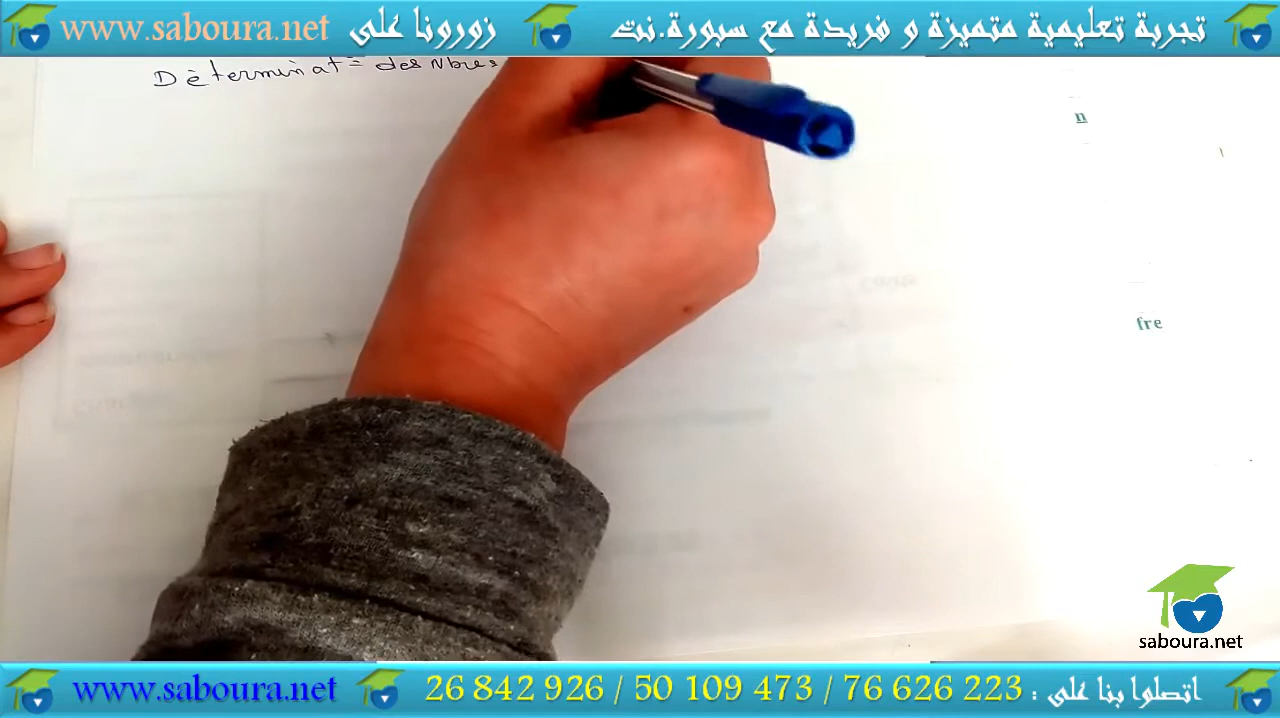 www.saboura.net زورونا على
تجربة تعليمية متميزة و فريدة مع سبورة.نت
Déterminat= des Nbres
n
fre
saboura.net
www.saboura.net
26 842 926 / 50 109 473 / 76 626 223 : اتصلوا بنا على